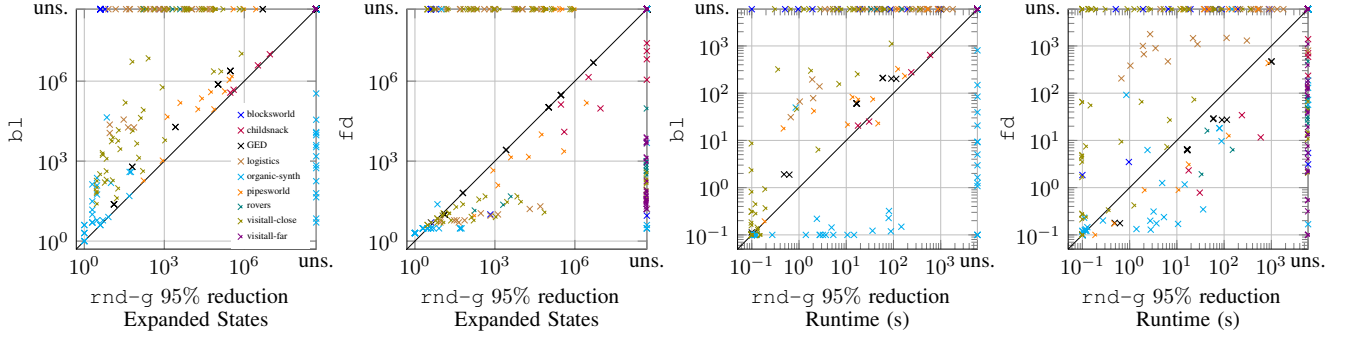 uns.
10^6
10^3
10^0
bl
10^0 10^3 10^6 uns.
rnd-g 95% reduction
Expanded States
blocksworld
childsnack
GED
logistics
organic-synth
pipesworld
rovers
visitall-close
visitall-far
uns.
10^6
10^3
10^0
fd
10^0 10^3 10^6 uns.
rnd-g 95% reduction
Expanded States
uns.
10^3
10^2
10^1
10^0
10^−1
bl
10^−1 10^0 10^1 10^2 10^3 uns.
rnd-g 95% reduction
Runtime (s)
uns.
10^3
10^2
10^1
10^0
10^−1
fd
10^−1 10^0 10^1 10^2 10^3 uns.
rnd-g 95% reduction
Runtime (s)